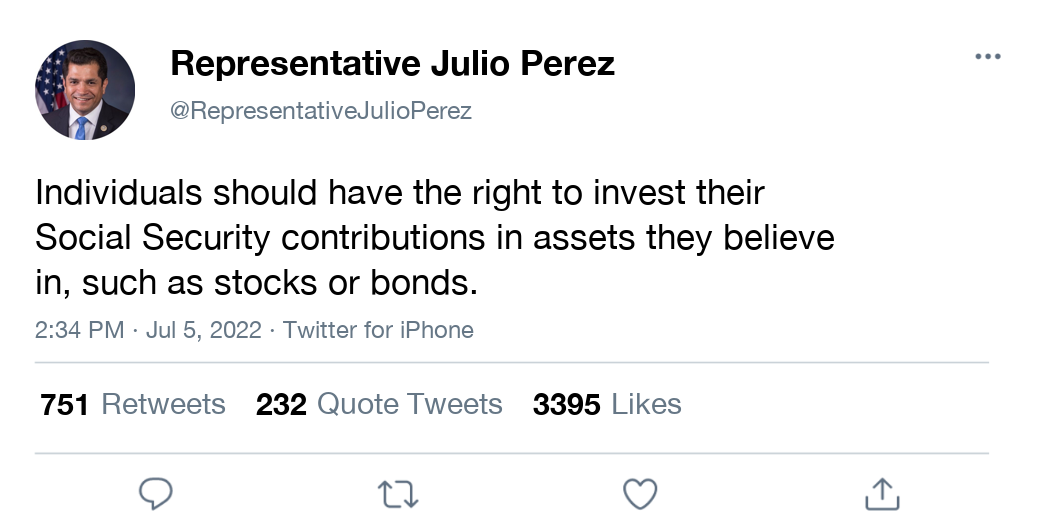 Representative Julio Perez
@RepresentativeJulioPerez
Individuals should have the right to invest their
Social Security contributions in assets they believe
in, such as stocks or bonds.
2:34 PM · Jul 5, 2022 · Twitter for iPhone
751 Retweets 232 Quote Tweets 3395 Likes